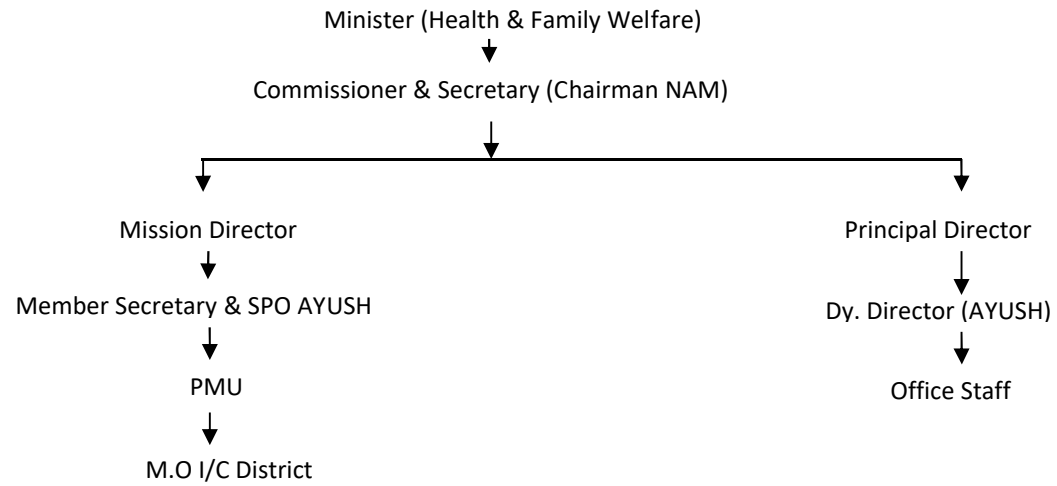 Minister (Health & Family Welfare)
Commissioner & Secretary (Chairman NAM)
Mission Director
Principal Director
Member Secretary & SPO AYUSH
Dy. Director (AYUSH)
PMU
Office Staff
M.O I/C District